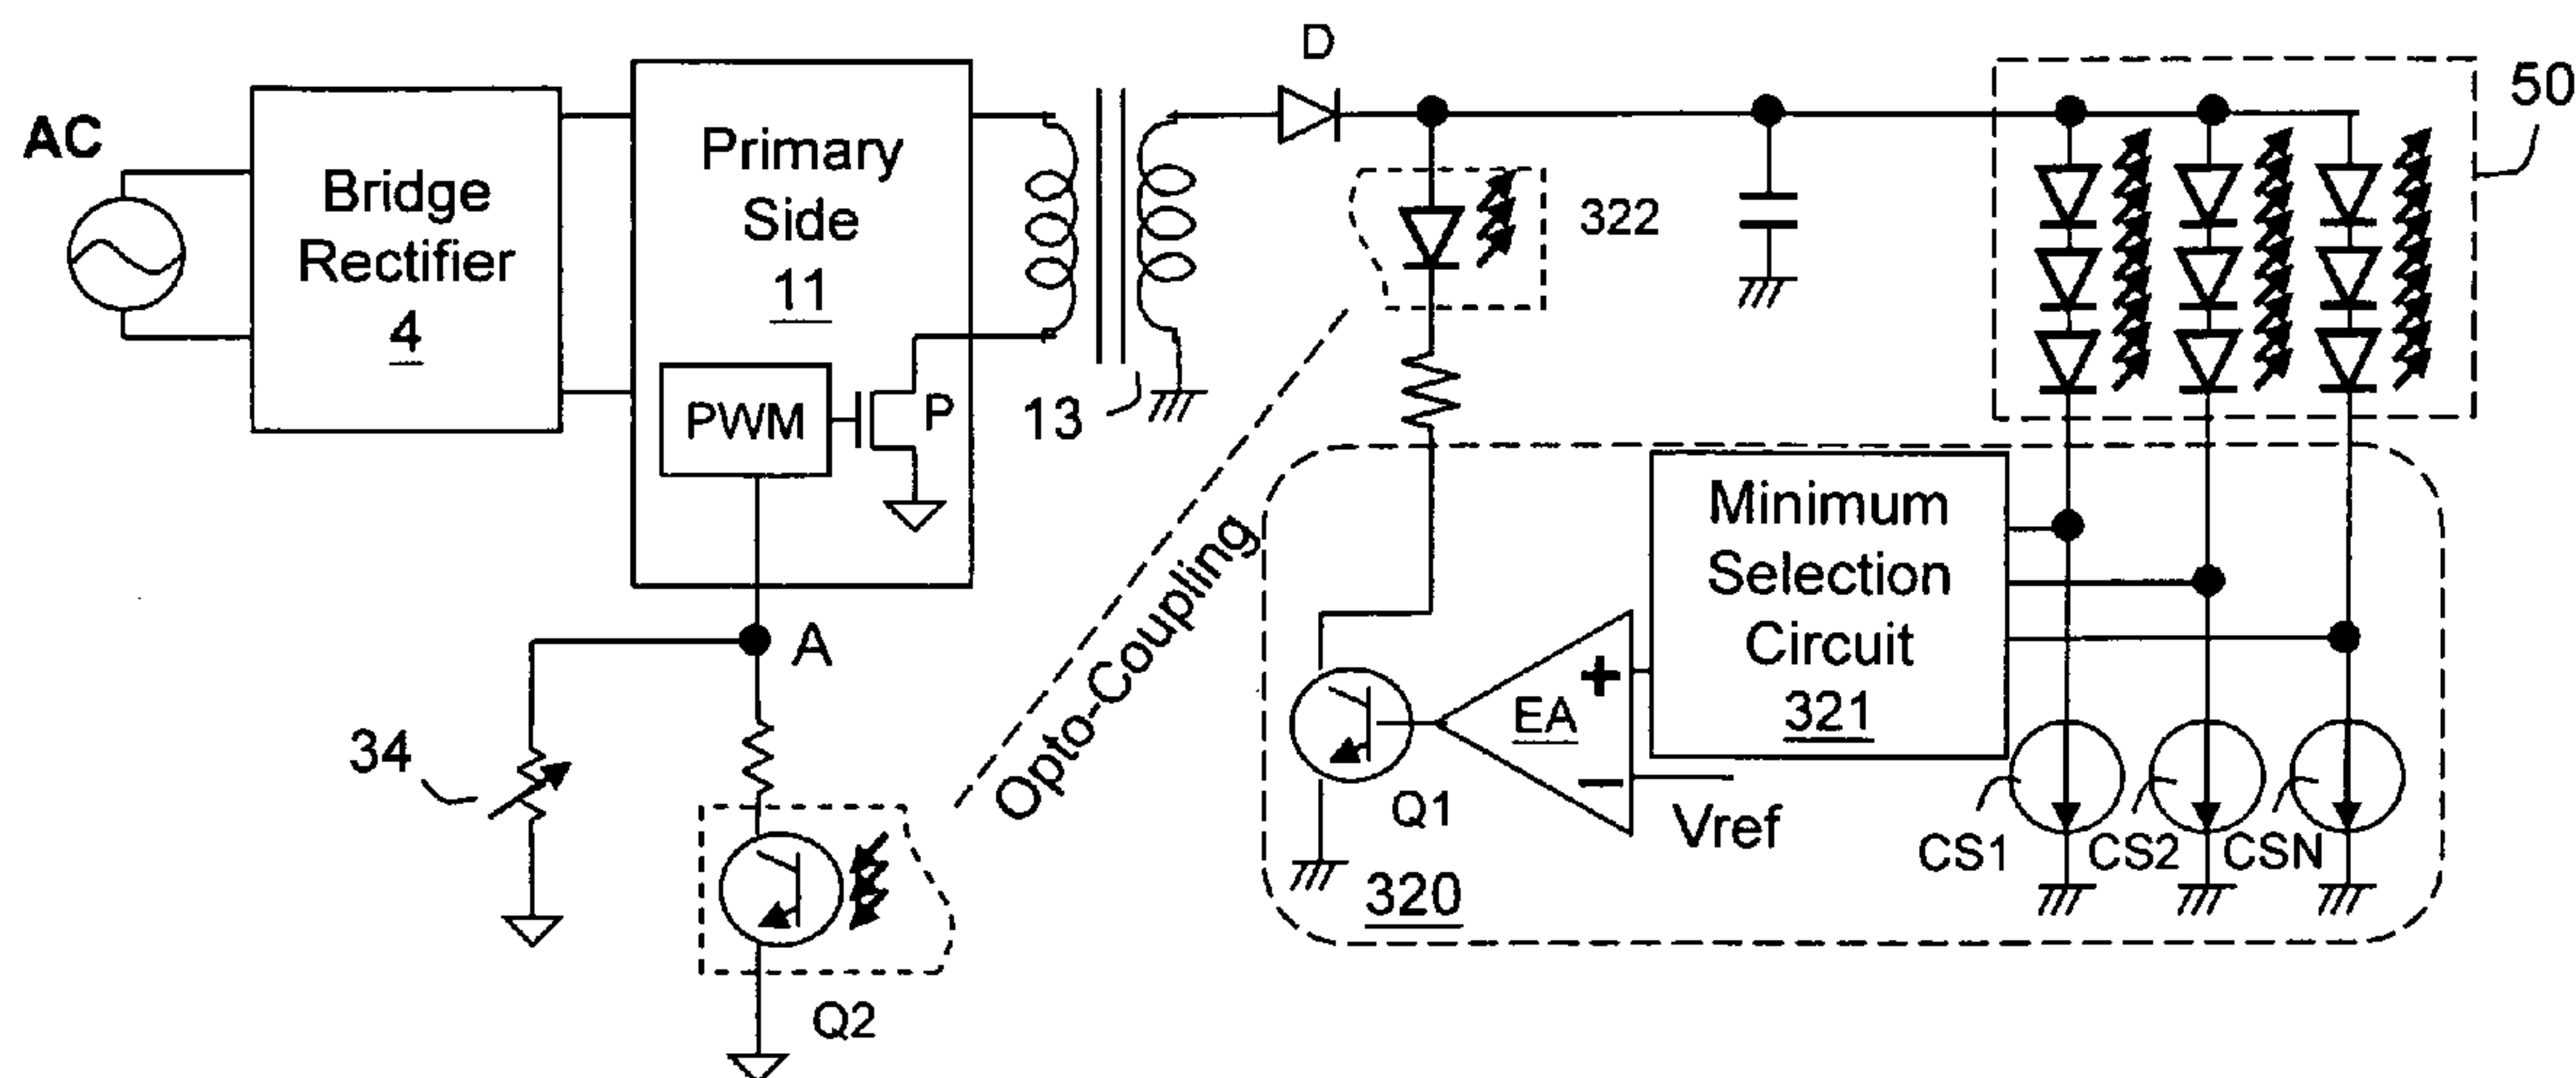 AC
Bridge
Rectifier
4
Primary
Side
11
PWM
P
13
D
322
50
A
34
Q2
Opto-Coupling
Minimum
Selection
Circuit
321
EA
+
−
Vref
Q1
320
CS1
CS2
CSN